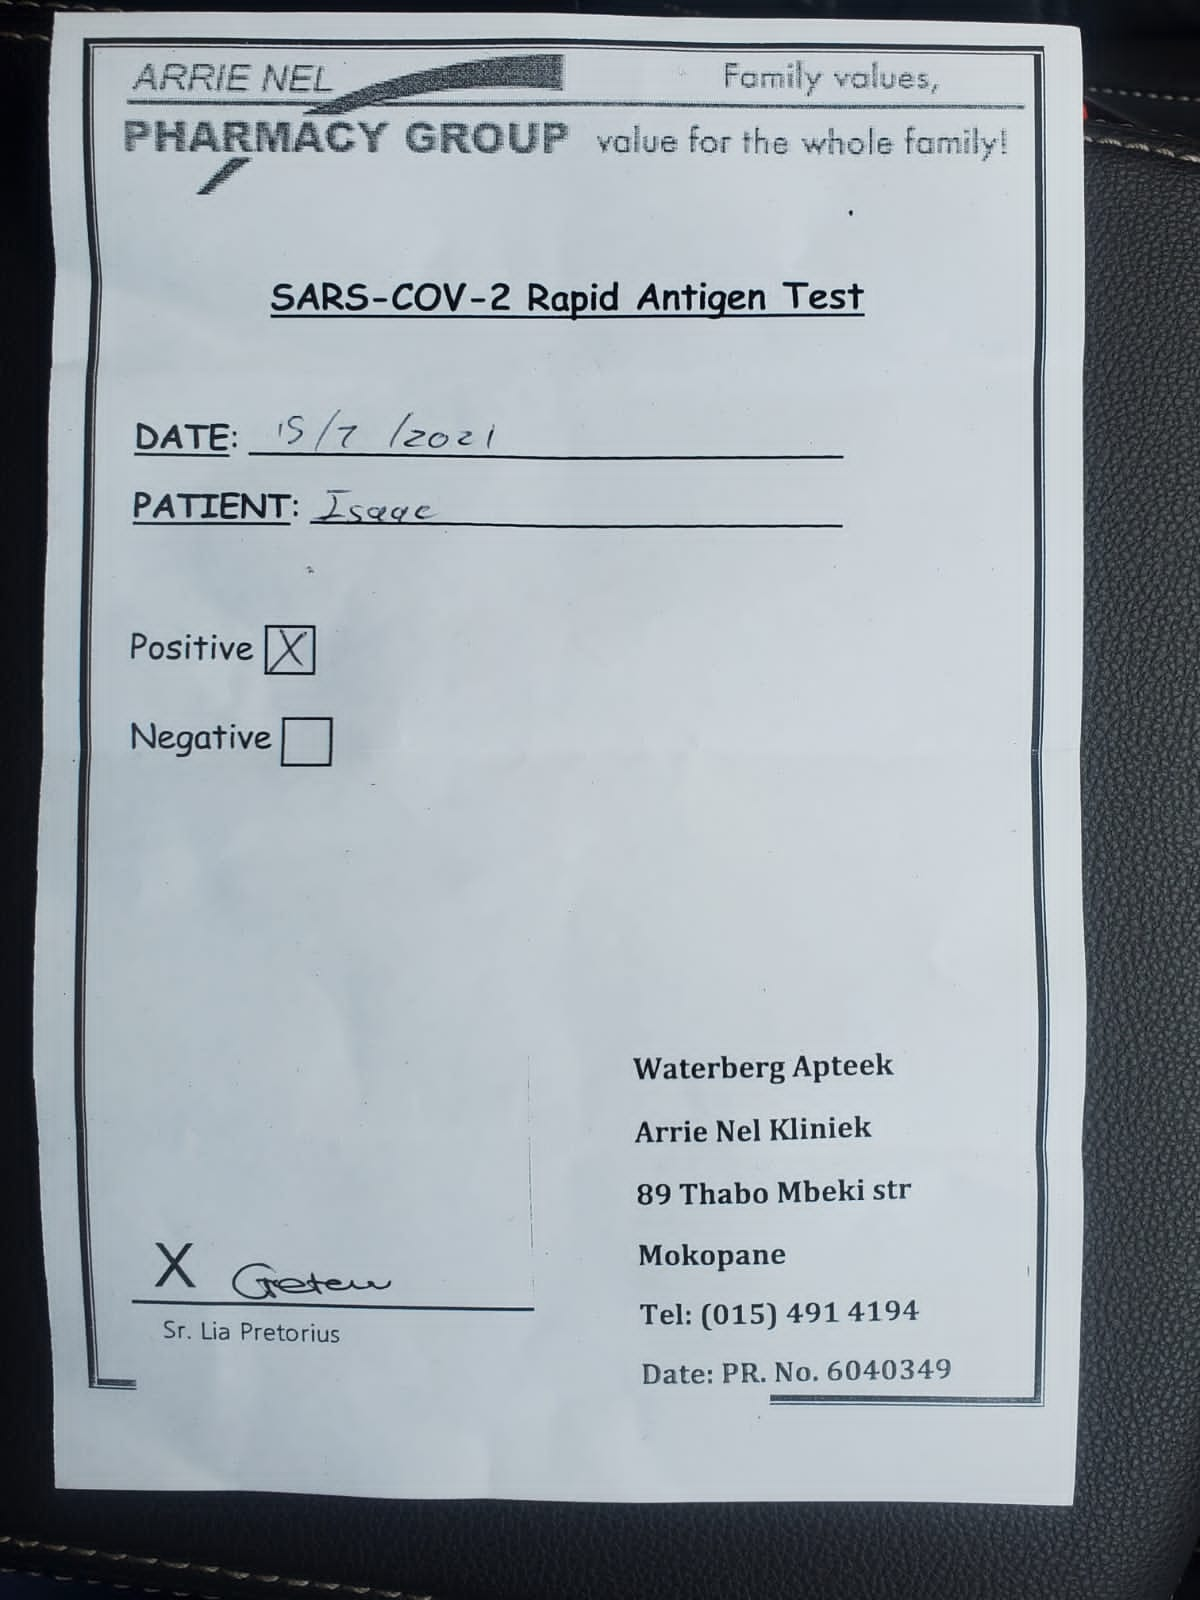 ARRIE NEL
Family values,
PHARMACY GROUP value for the whole family!
SARS-COV-2 Rapid Antigen Test
DATE: 15/7/2021
PATIENT: Isaac
Positive X
Negative
Waterberg Apteek
Arrie Nel Kliniek
89 Thabo Mbeki str
Mokopane
Tel: (015) 491 4194
Date: PR. No. 6040349
X
Sr. Lia Pretorius